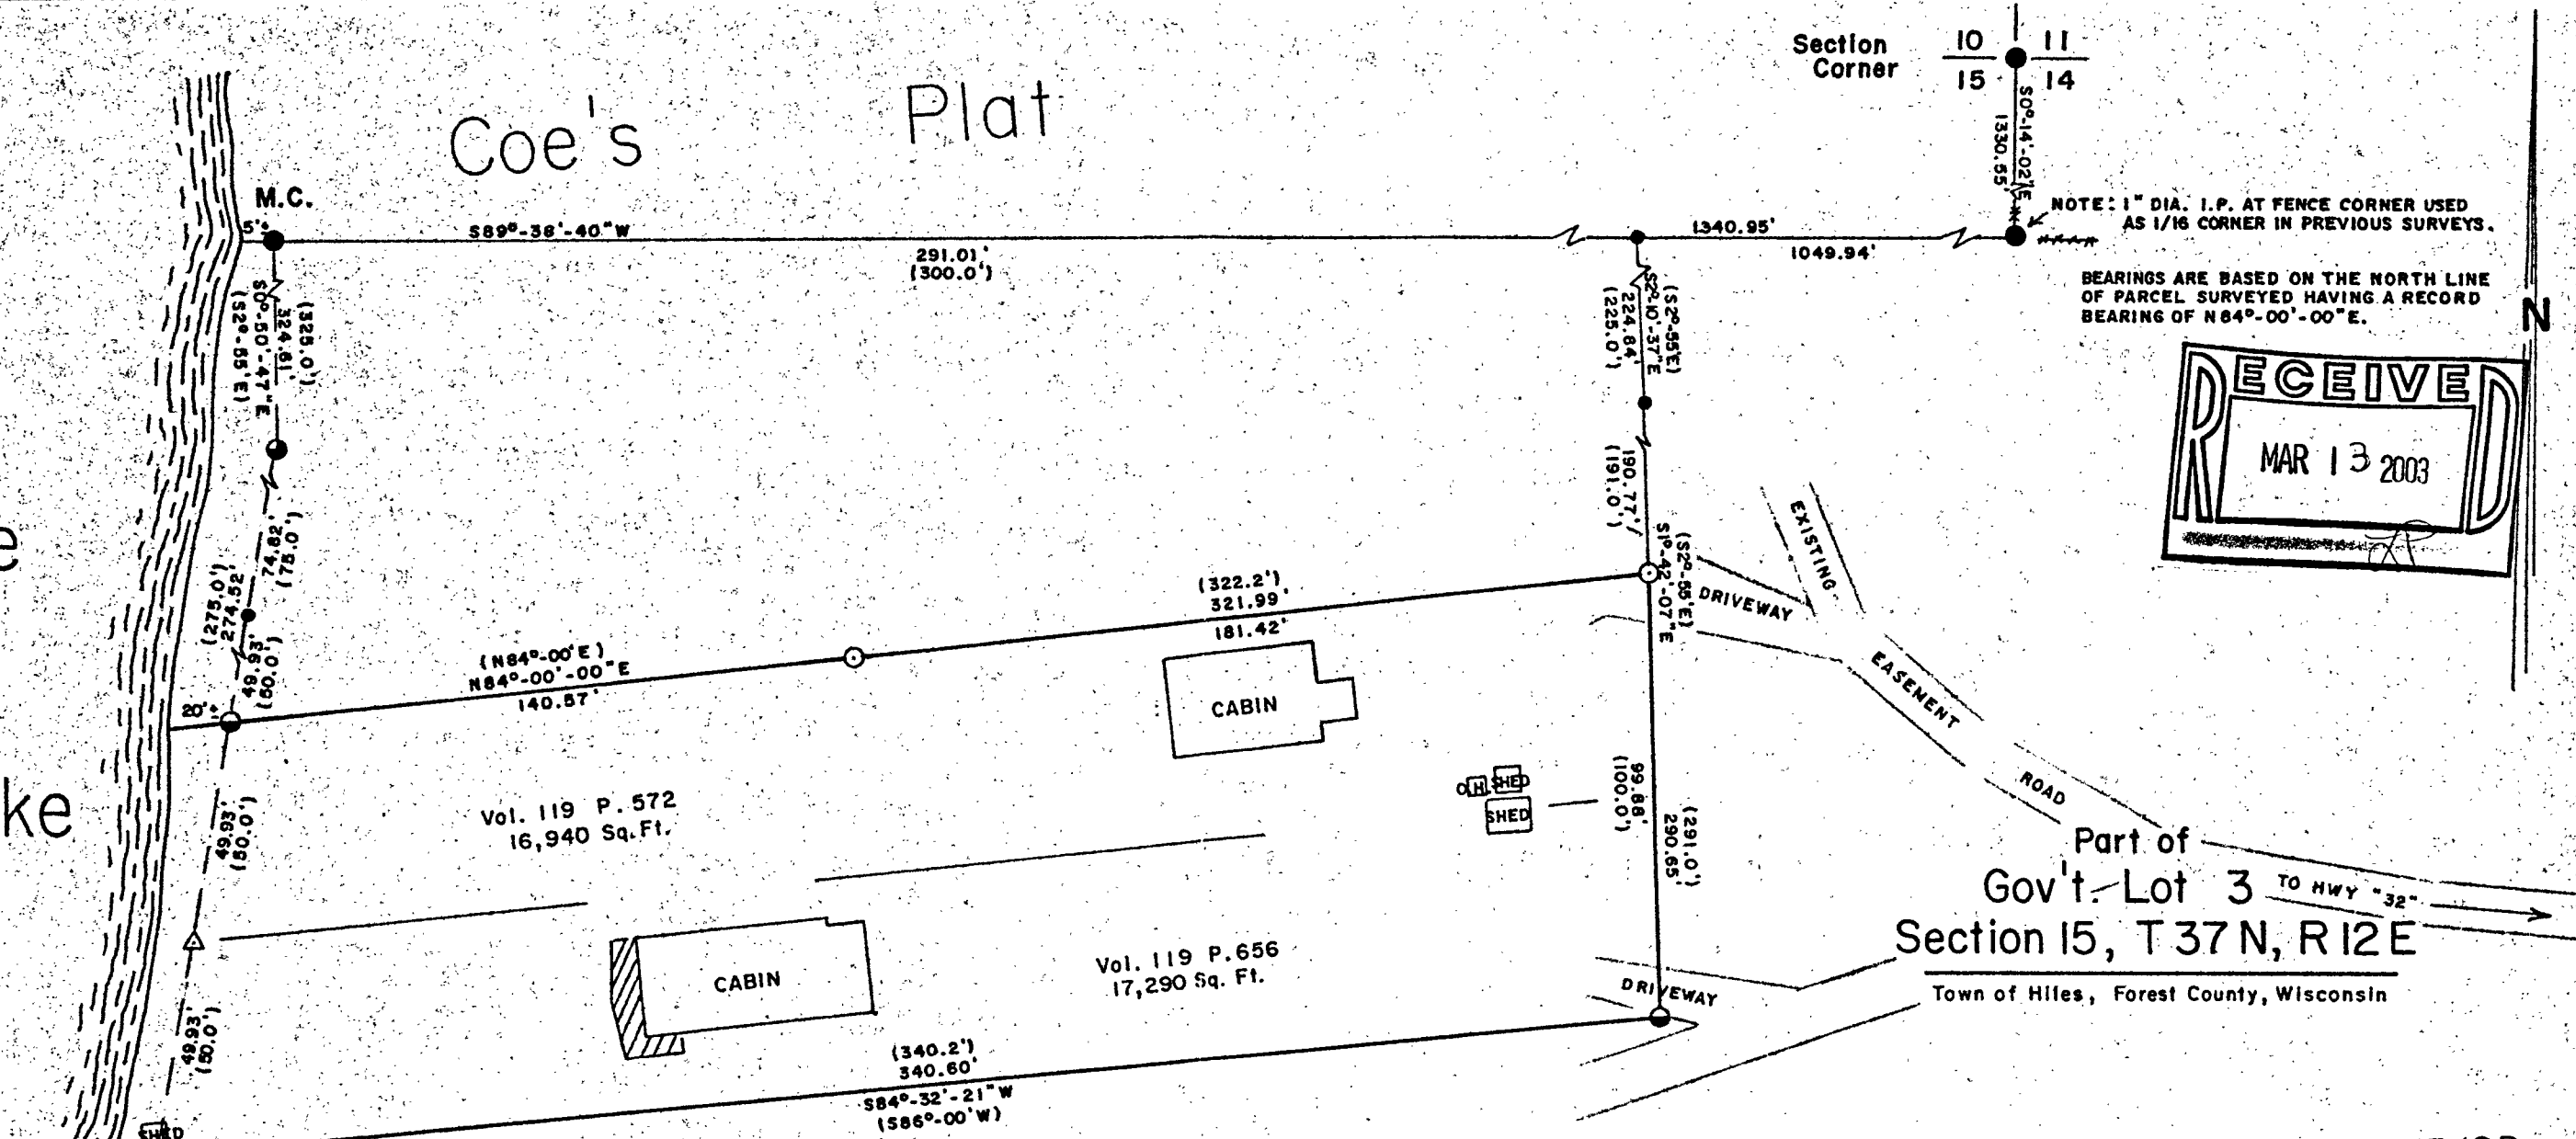 Section
Corner
10 11
15 14
S0°-14'-02"E
1330.55'
Coe's Plat
M.C.
5'±
S89°-38'-40"W
291.01'
(300.0')
1340.95'
1049.94'
NOTE: 1" DIA. I.P. AT FENCE CORNER USED
AS 1/16 CORNER IN PREVIOUS SURVEYS.
BEARINGS ARE BASED ON THE NORTH LINE
OF PARCEL SURVEYED HAVING A RECORD
BEARING OF N84°-00'-00"E.
N
RECEIVED
MAR 13 2003
(325.0')
324.61'
S0°-50'-47"E
(S2°-55'E)
(S2°-55'E)
S2°-10'-37"E
224.84'
(225.0')
190.77'
(191.0')
(S2°-55'E)
S1°-42'-07"E
74.82'
(75.0')
(275.0')
274.52'
49.93'
(50.0')
EXISTING
DRIVEWAY
EASEMENT
ROAD
TO HWY "32"
(322.2')
321.99'
181.42'
(N84°-00'E)
N84°-00'-00"E
140.57'
20'±
CABIN
OH SHED
SHED
99.88'
(100.0')
(291.0')
290.65'
ke
Vol. 119 P. 572
16,940 Sq. Ft.
49.93'
(50.0')
Part of
Gov't. Lot 3
Section 15, T 37 N, R 12 E
Town of Hiles, Forest County, Wisconsin
CABIN
Vol. 119 P. 656
17,290 Sq. Ft.
DRIVEWAY
49.93'
(50.0')
(340.2')
340.60'
S84°-32'-21"W
(S86°-00'W)
SHED